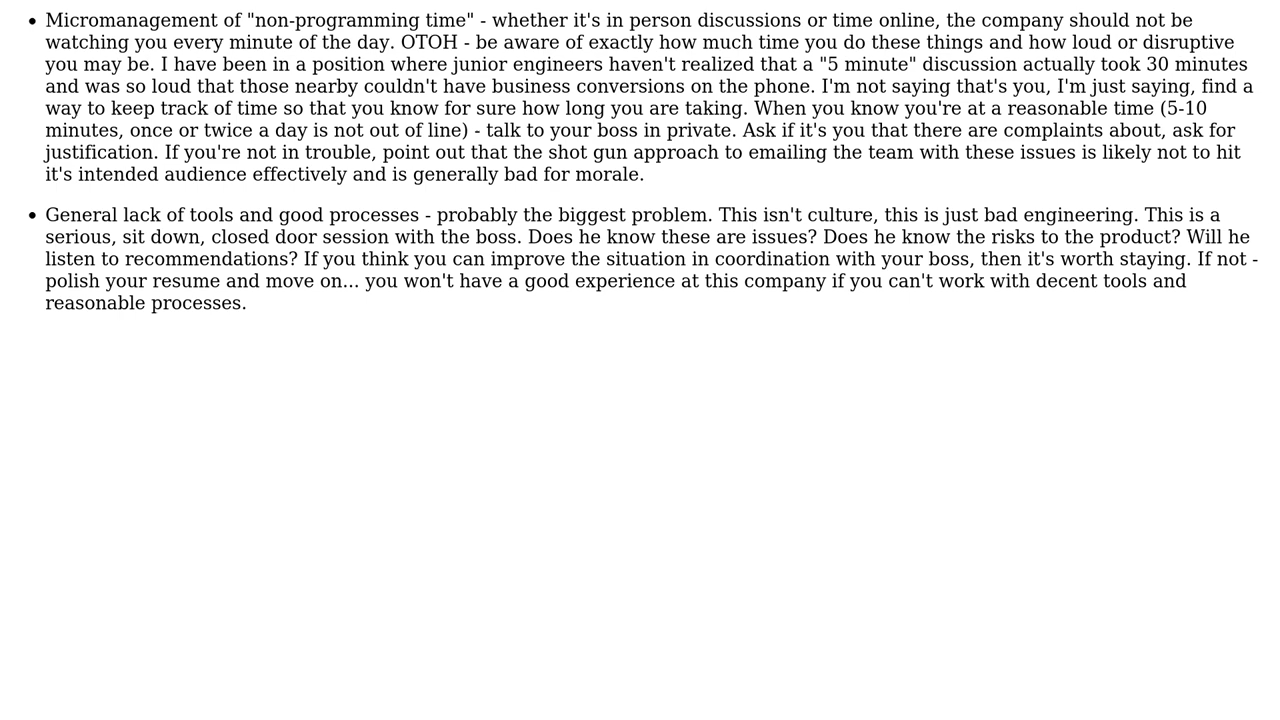 • Micromanagement of "non-programming time" - whether it's in person discussions or time online, the company should not be
watching you every minute of the day. OTOH - be aware of exactly how much time you do these things and how loud or disruptive
you may be. I have been in a position where junior engineers haven't realized that a "5 minute" discussion actually took 30 minutes
and was so loud that those nearby couldn't have business conversions on the phone. I'm not saying that's you, I'm just saying, find a
way to keep track of time so that you know for sure how long you are taking. When you know you're at a reasonable time (5-10
minutes, once or twice a day is not out of line) - talk to your boss in private. Ask if it's you that there are complaints about, ask for
justification. If you're not in trouble, point out that the shot gun approach to emailing the team with these issues is likely not to hit
it's intended audience effectively and is generally bad for morale.
• General lack of tools and good processes - probably the biggest problem. This isn't culture, this is just bad engineering. This is a
serious, sit down, closed door session with the boss. Does he know these are issues? Does he know the risks to the product? Will he
listen to recommendations? If you think you can improve the situation in coordination with your boss, then it's worth staying. If not -
polish your resume and move on... you won't have a good experience at this company if you can't work with decent tools and
reasonable processes.